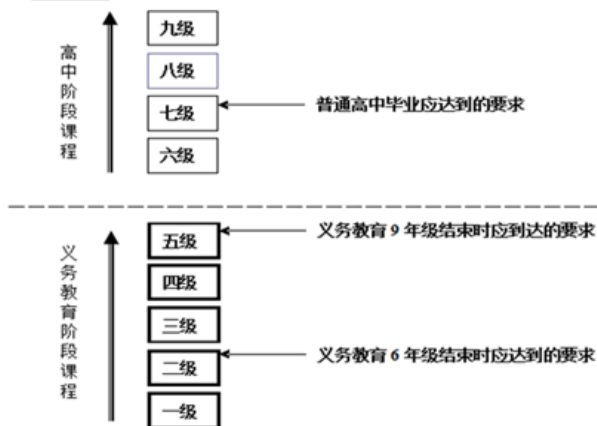 九级
八级
七级
六级
高中阶段课程
普通高中毕业应达到的要求
五级
四级
三级
二级
一级
义务教育阶段课程
义务教育 9 年级结束时应到达的要求
义务教育 6 年级结束时应达到的要求